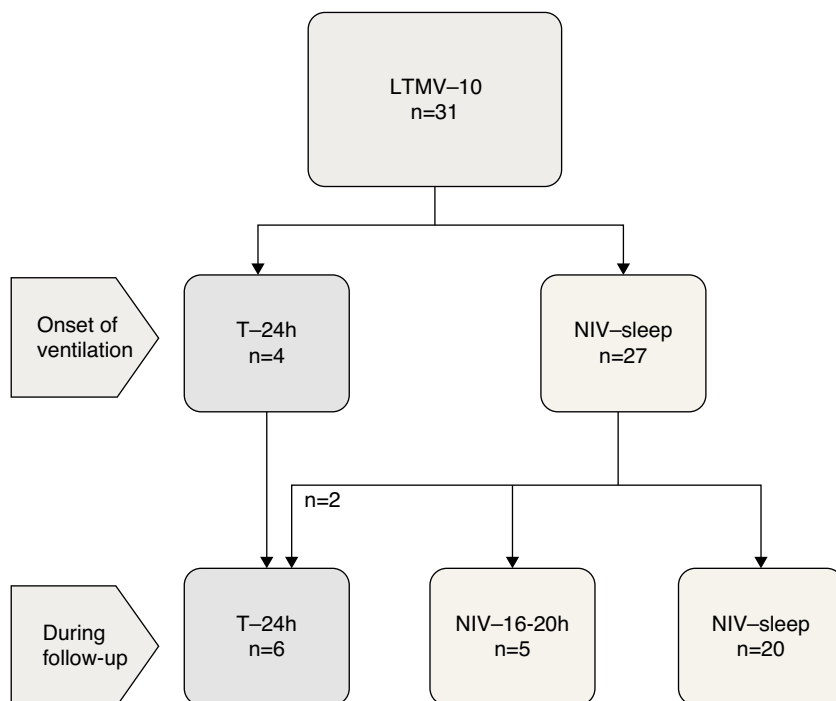 LTMV–10
n=31
Onset of
ventilation
T–24h
n=4
NIV–sleep
n=27
n=2
During
follow-up
T–24h
n=6
NIV–16-20h
n=5
NIV–sleep
n=20